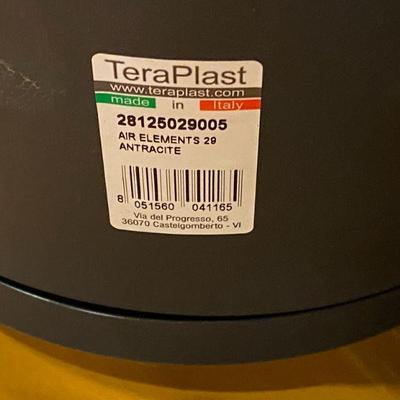 TeraPlast
www.teraplast.com
made in Italy
28125029005
AIR ELEMENTS 29
ANTRACITE
8 051560 041165
Via del Progresso, 65
36070 Castelgomberto - VI